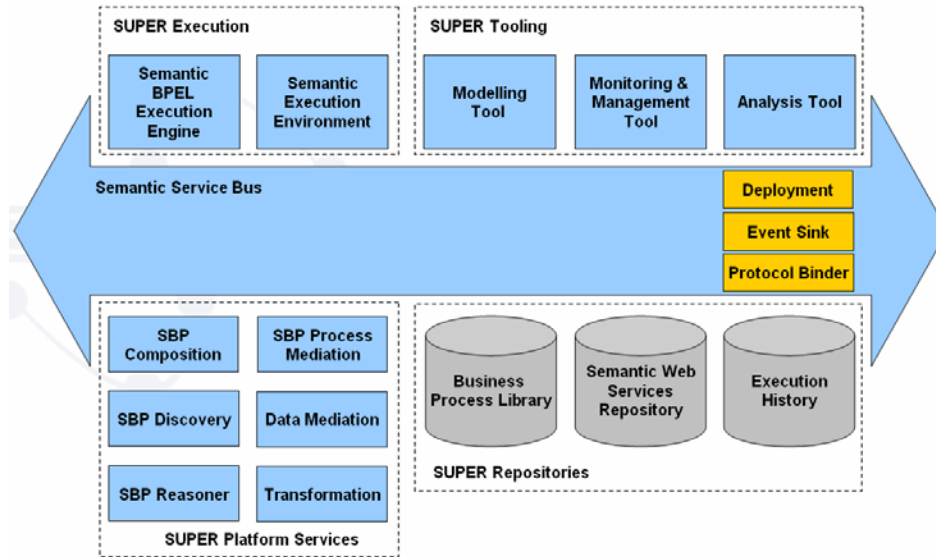 SUPER Execution
Semantic
BPEL
Execution
Engine
Semantic
Execution
Environment
SUPER Tooling
Modelling
Tool
Monitoring &
Management
Tool
Analysis Tool
Semantic Service Bus
Deployment
Event Sink
Protocol Binder
SBP
Composition
SBP Process
Mediation
SBP Discovery
Data Mediation
SBP Reasoner
Transformation
SUPER Platform Services
Business
Process Library
Semantic Web
Services
Repository
Execution
History
SUPER Repositories